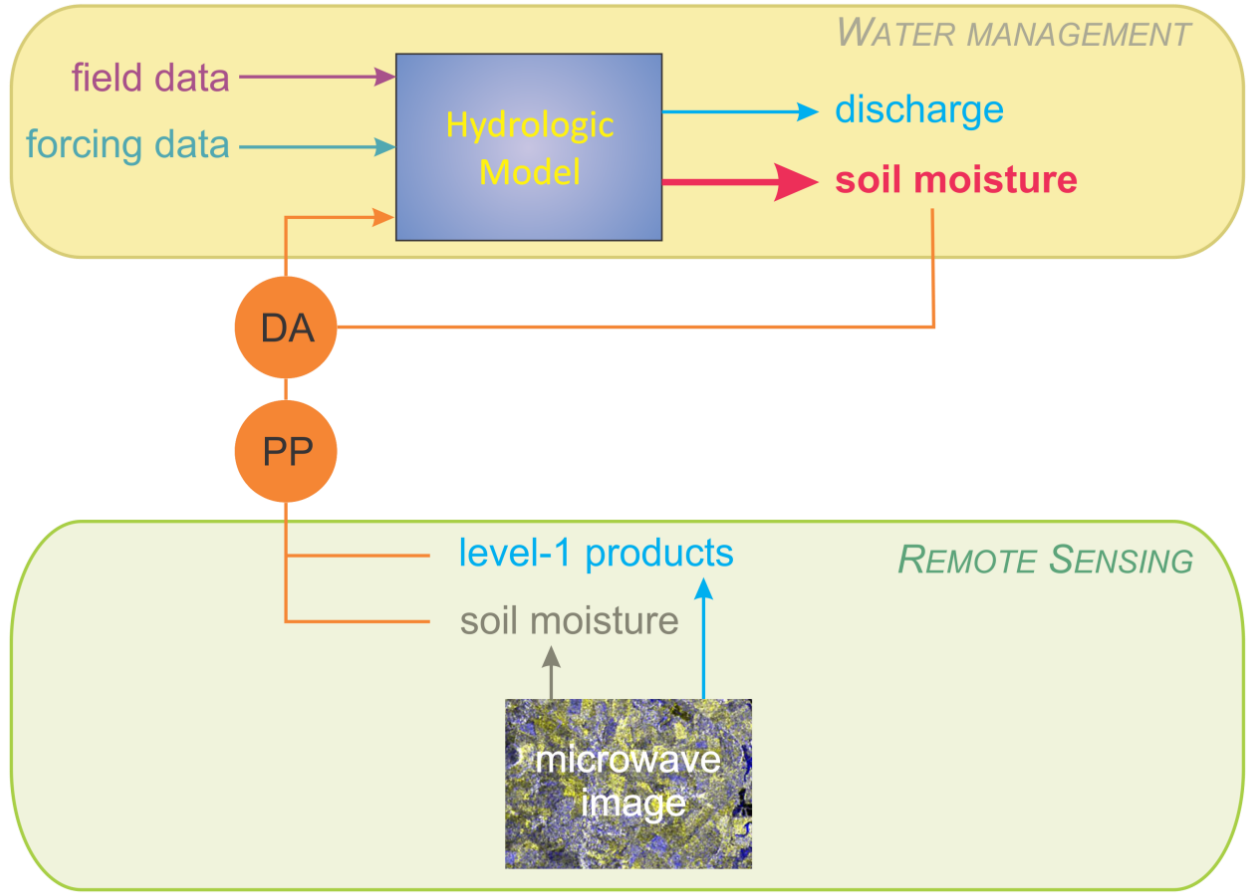 WATER MANAGEMENT
field data
forcing data
Hydrologic
Model
discharge
soil moisture
DA
PP
level-1 products
REMOTE SENSING
soil moisture
microwave
image